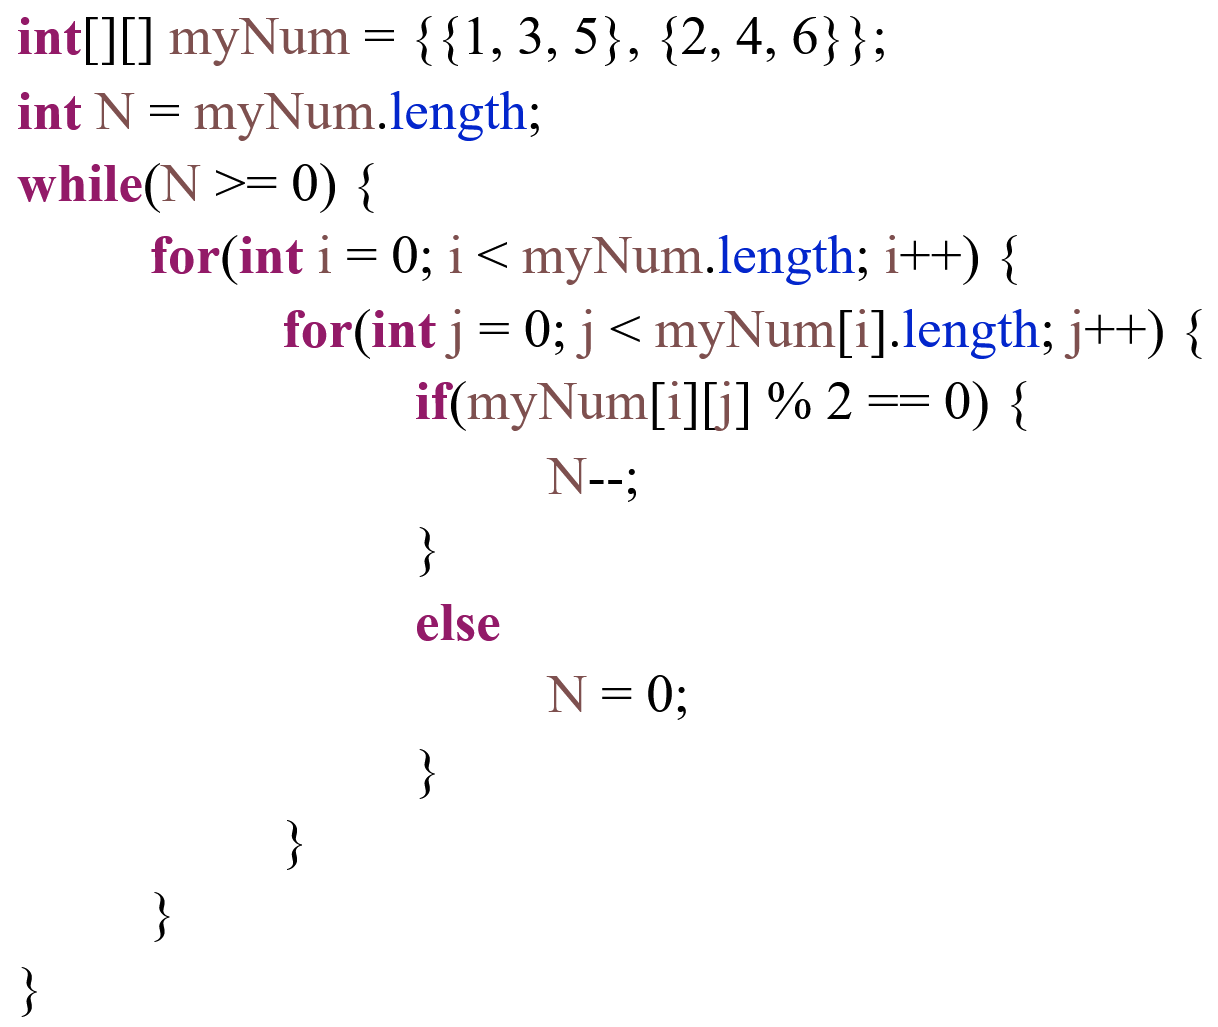 int[][] myNum = {{1, 3, 5}, {2, 4, 6}};
int N = myNum.length;
while(N >= 0) {
for(int i = 0; i < myNum.length; i++) {
for(int j = 0; j < myNum[i].length; j++) {
if(myNum[i][j] % 2 == 0) {
N--;
}
else
N = 0;
}
}
}
}